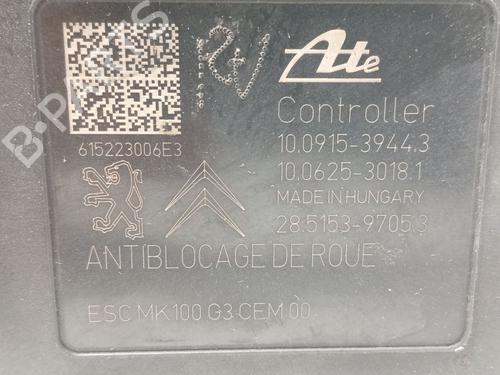 Ate
Controller
10.0915-3944.3
615223006E3
10.0625-3018.1
MADE IN HUNGARY
28.5153-9705.3
ANTIBLOCAGE DE ROUE
ESC MK100 G3-CEM 00
B-PARTS